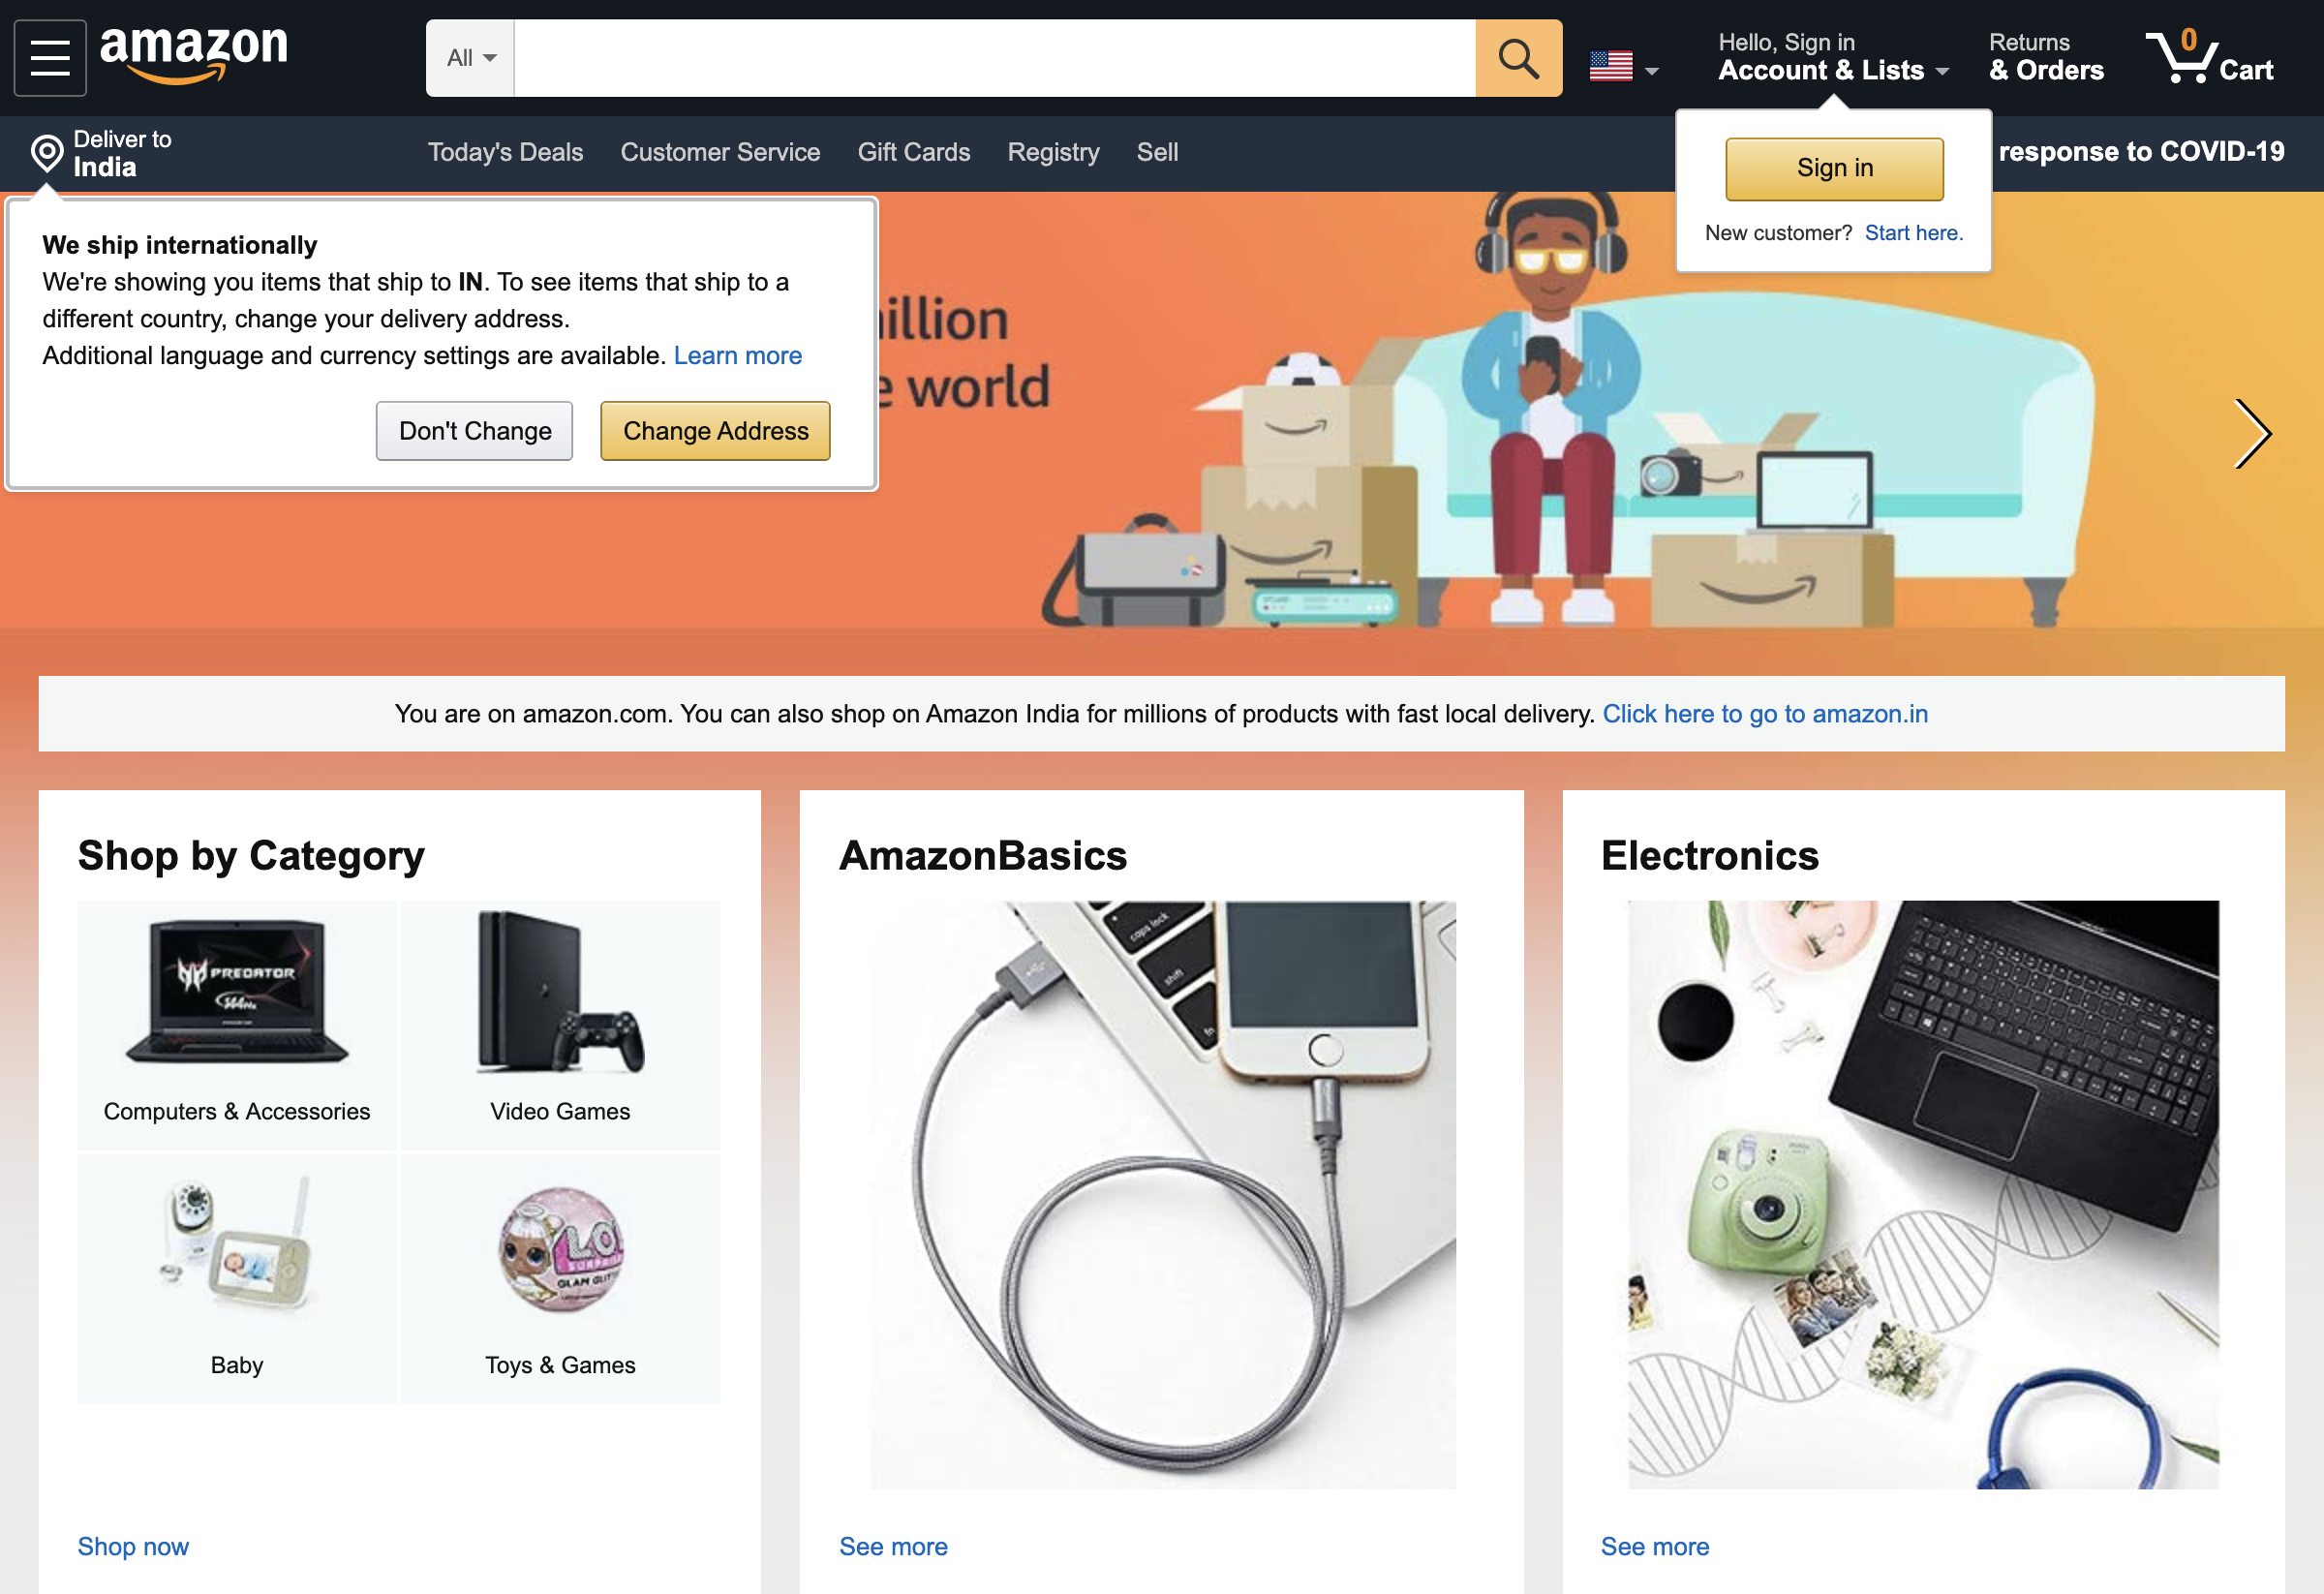 amazon
All
Hello, Sign in
Account & Lists
Returns
& Orders
0
Cart
Deliver to
India
Today's Deals
Customer Service
Gift Cards
Registry
Sell
response to COVID-19
Sign in
New customer? Start here.
We ship internationally
We're showing you items that ship to IN. To see items that ship to a
different country, change your delivery address.
Additional language and currency settings are available. Learn more
Don't Change
Change Address
illion
e world
You are on amazon.com. You can also shop on Amazon India for millions of products with fast local delivery. Click here to go to amazon.in
Shop by Category
PREDATOR
144Hz
Computers & Accessories
Video Games
Baby
SURPRISE
Toys & Games
Shop now
AmazonBasics
caps lock
shift
fn
See more
Electronics
See more